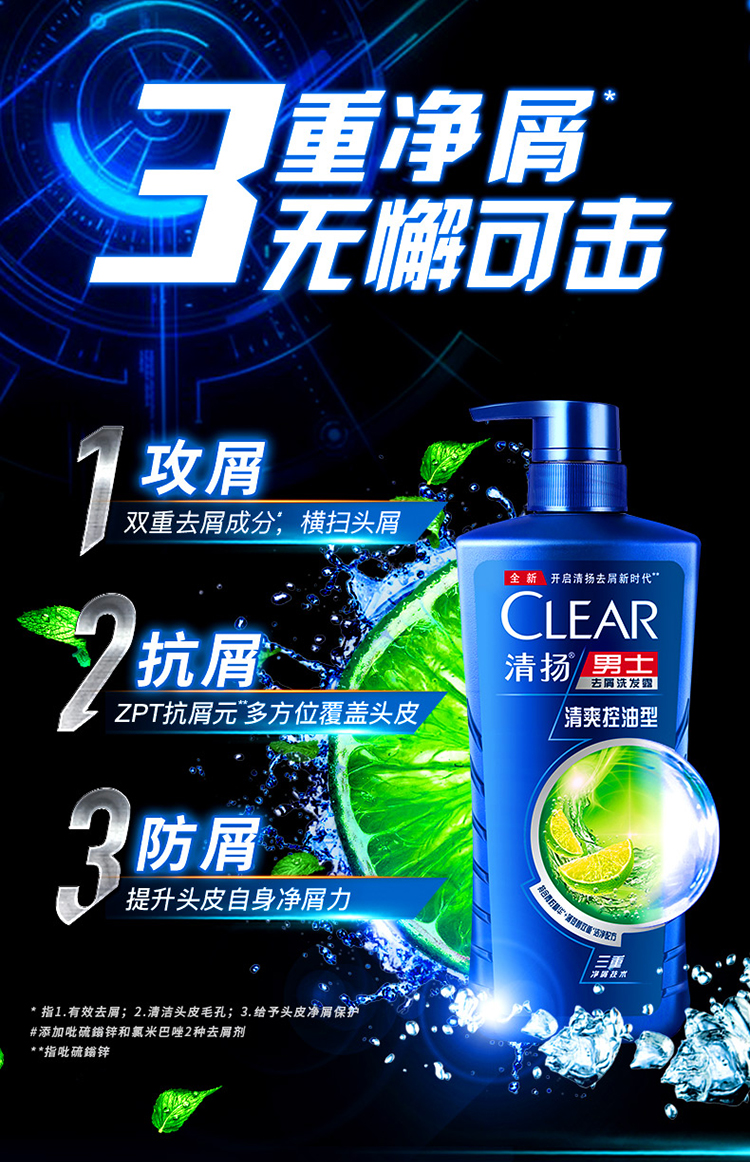 3重净屑*
无懈可击
1 攻屑
双重去屑成分#，横扫头屑
2 抗屑
ZPT抗屑元**多方位覆盖头皮
3 防屑
提升头皮自身净屑力
全新 开启清扬去屑新时代**
CLEAR
清扬® 男士
去屑洗发露
清爽控油型
三重
净屑技术
* 指1.有效去屑；2.清洁头皮毛孔；3.给予头皮净屑保护
#添加吡硫鎓锌和氯米巴唑2种去屑剂
**指吡硫鎓锌